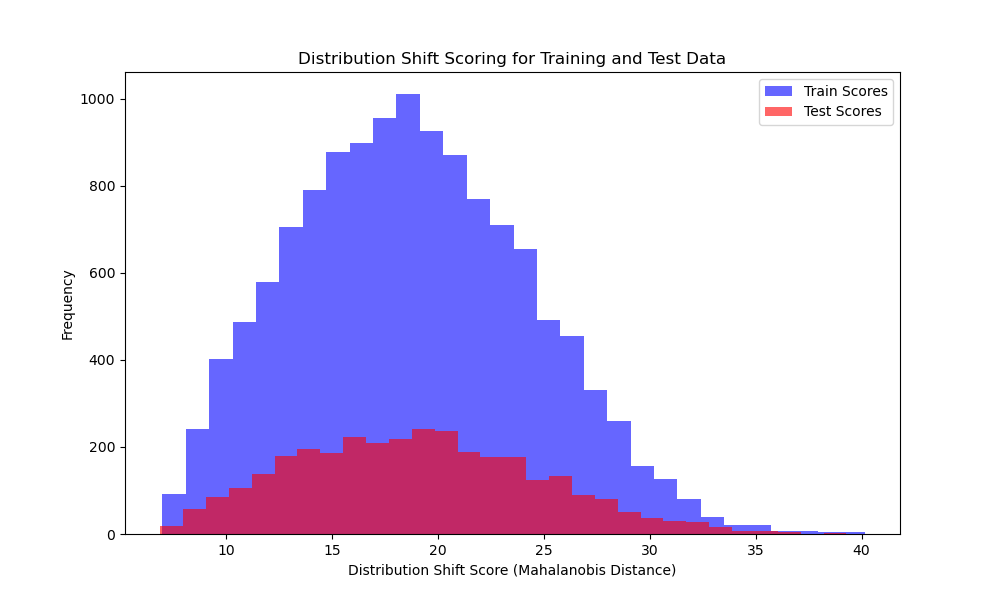 Distribution Shift Scoring for Training and Test Data
Train Scores
Test Scores
1000
800
600
400
200
0
Frequency
10 15 20 25 30 35 40
Distribution Shift Score (Mahalanobis Distance)